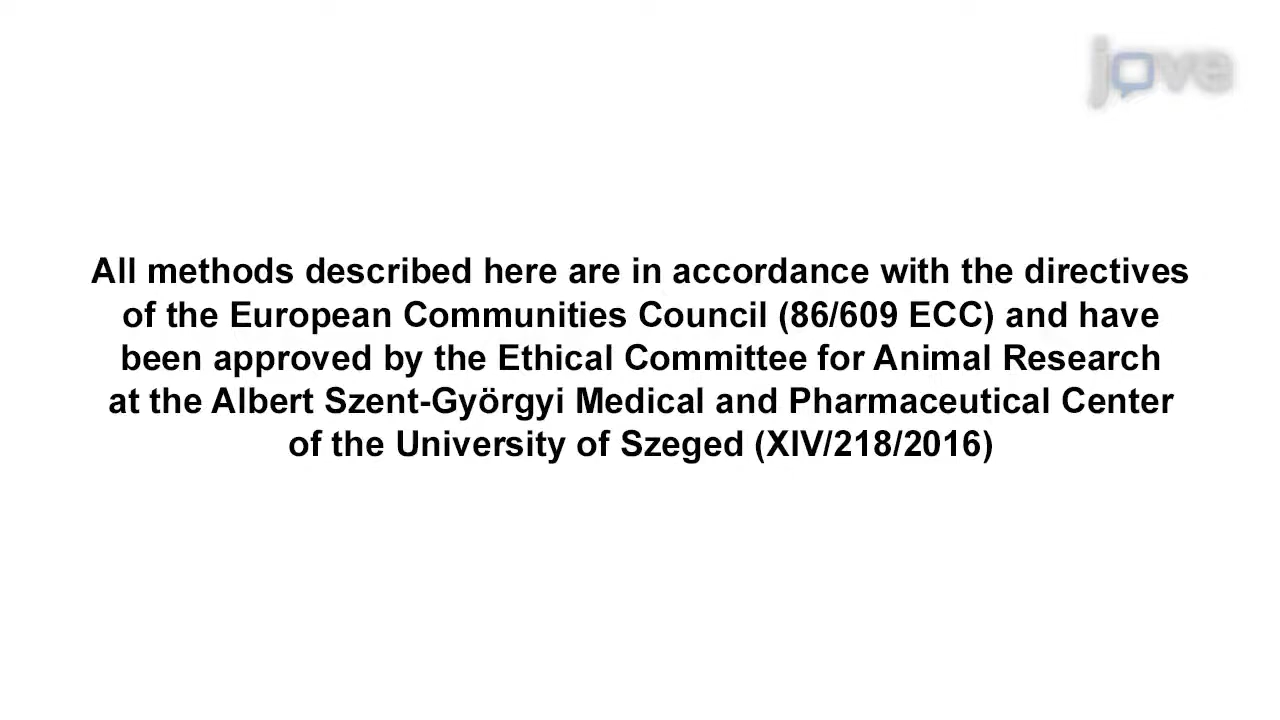 jove
All methods described here are in accordance with the directives
of the European Communities Council (86/609 ECC) and have
been approved by the Ethical Committee for Animal Research
at the Albert Szent-Györgyi Medical and Pharmaceutical Center
of the University of Szeged (XIV/218/2016)